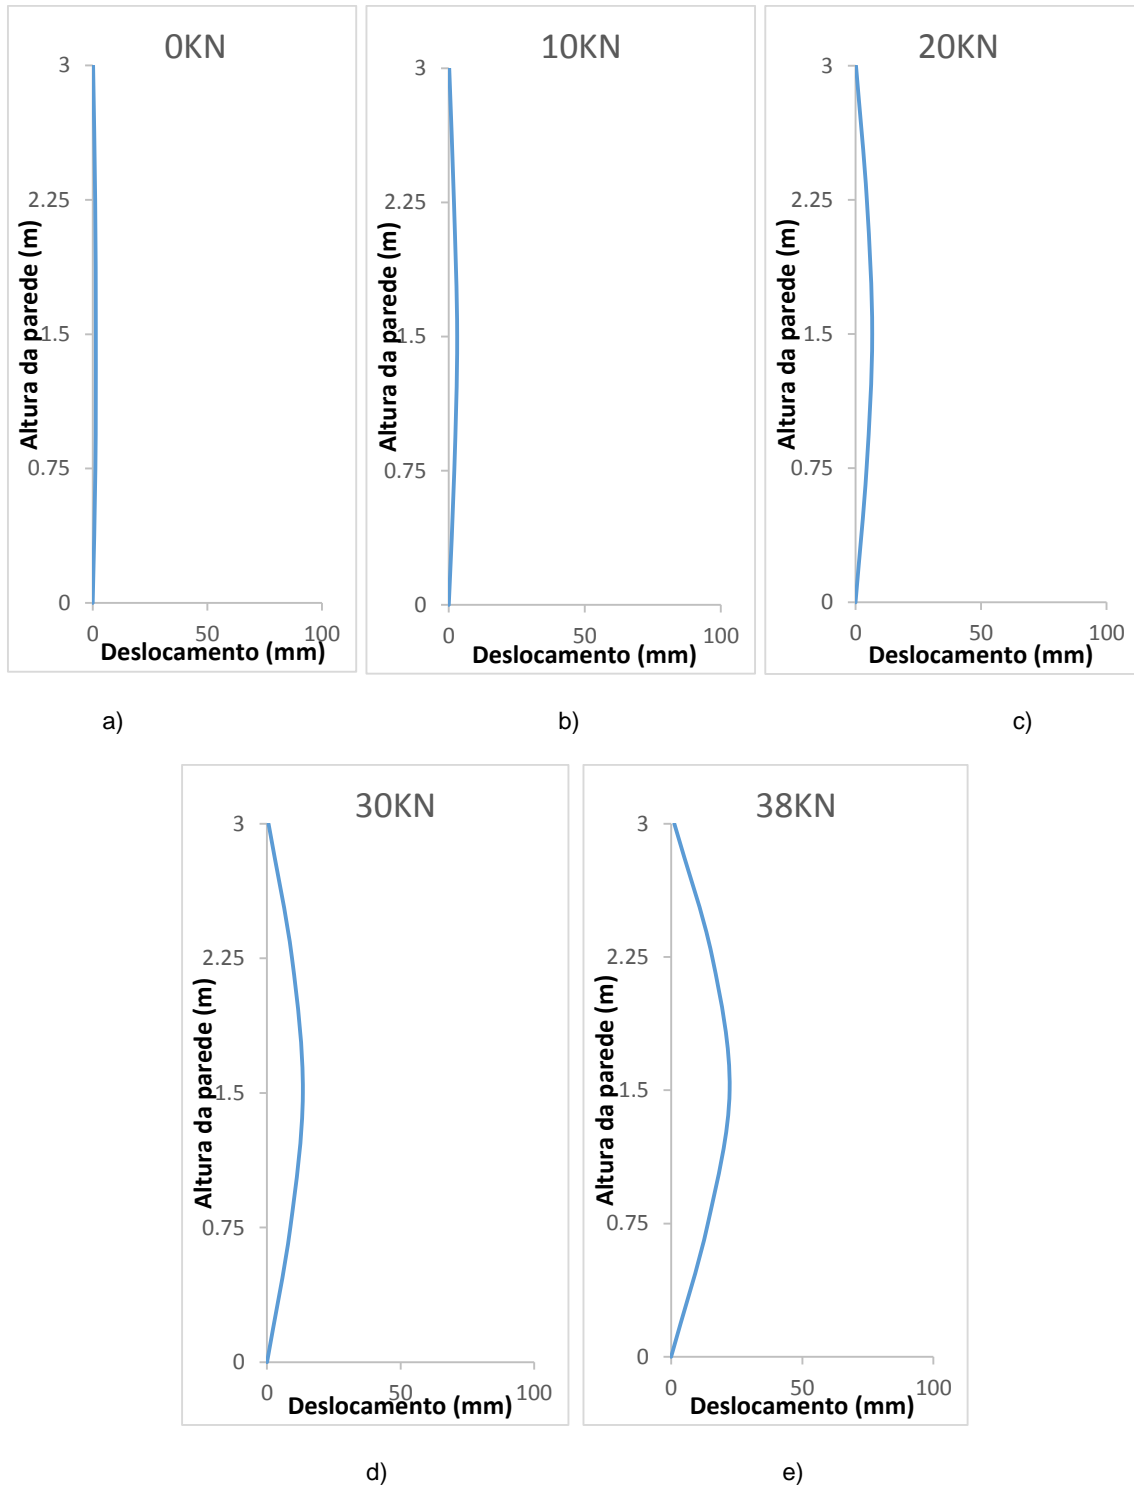 0KN
3
2.25
1.5
0.75
0
Altura da parede (m)
0 50 100
Deslocamento (mm)
a)
10KN
3
2.25
1.5
0.75
0
Altura da parede (m)
0 50 100
Deslocamento (mm)
b)
20KN
3
2.25
1.5
0.75
0
Altura da parede (m)
0 50 100
Deslocamento (mm)
c)
30KN
3
2.25
1.5
0.75
0
Altura da parede (m)
0 50 100
Deslocamento (mm)
d)
38KN
3
2.25
1.5
0.75
0
Altura da parede (m)
0 50 100
Deslocamento (mm)
e)